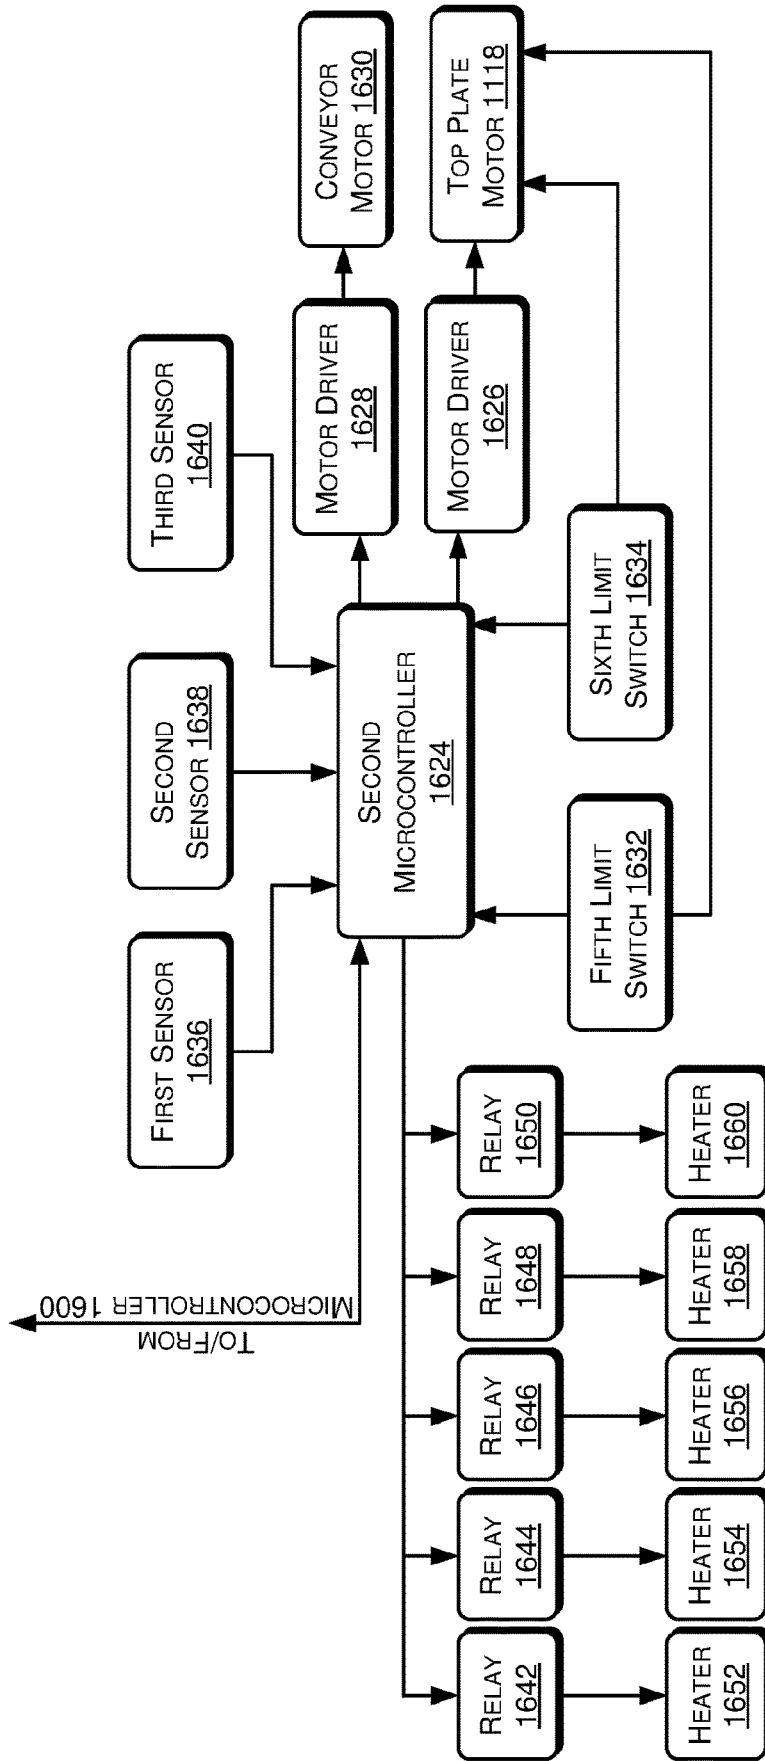 TO/FROM
MICROCONTROLLER 1600
FIRST SENSOR
1636
SECOND
SENSOR 1638
THIRD SENSOR
1640
SECOND
MICROCONTROLLER
1624
MOTOR DRIVER
1628
CONVEYOR
MOTOR 1630
MOTOR DRIVER
1626
TOP PLATE
MOTOR 1118
RELAY
1642
RELAY
1644
RELAY
1646
RELAY
1648
RELAY
1650
FIFTH LIMIT
SWITCH 1632
SIXTH LIMIT
SWITCH 1634
HEATER
1652
HEATER
1654
HEATER
1656
HEATER
1658
HEATER
1660